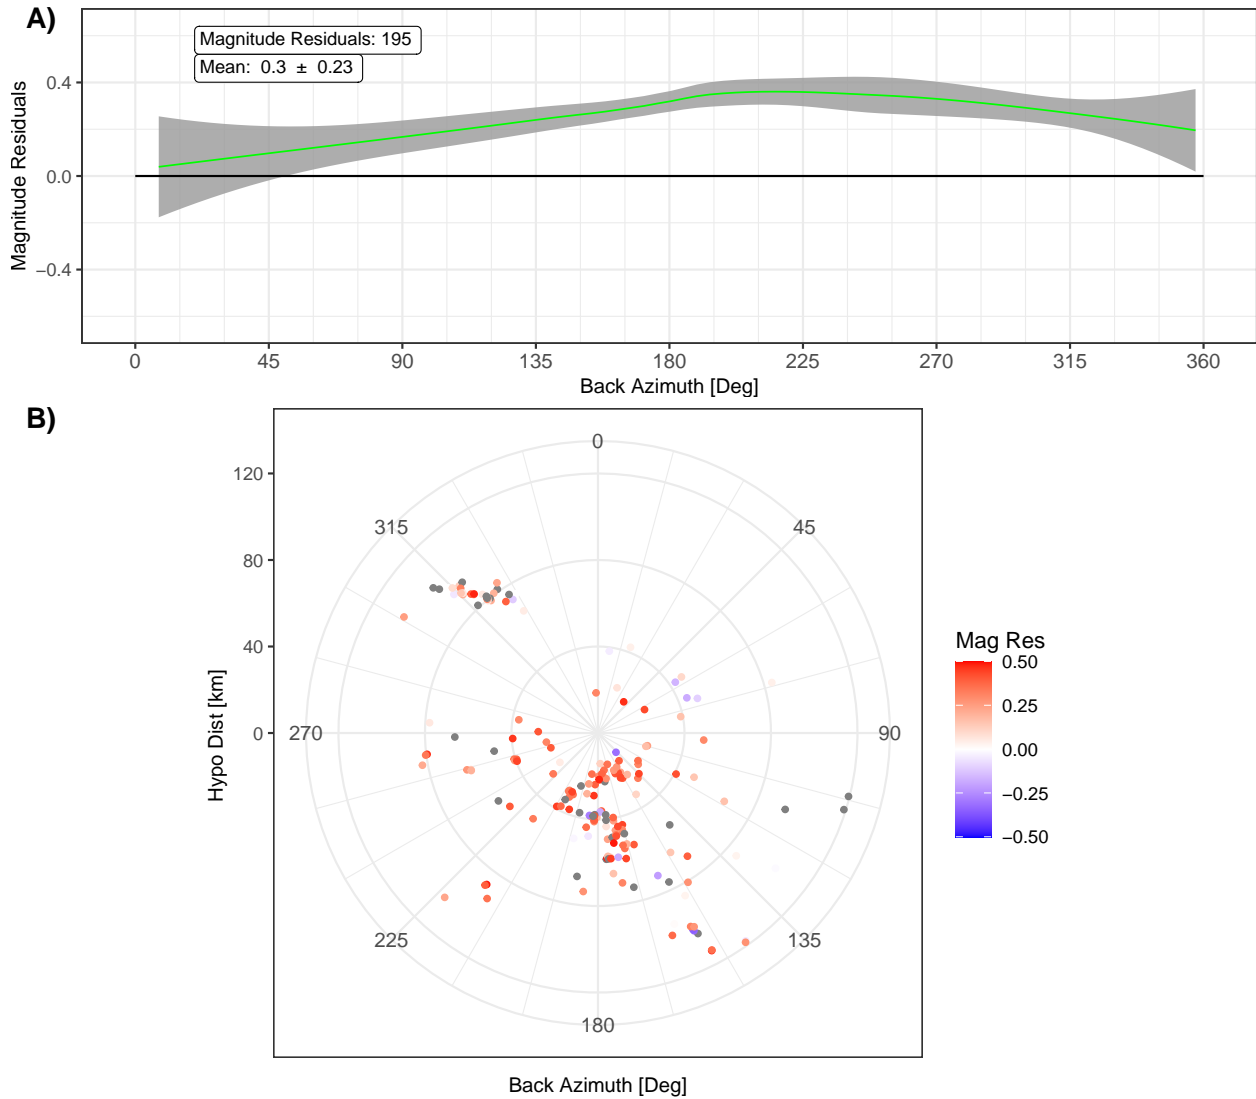 A)
Magnitude Residuals: 195
Mean: 0.3 ± 0.23
Magnitude Residuals
0.4
0.0
−0.4
0 45 90 135 180 225 270 315 360
Back Azimuth [Deg]
B)
Hypo Dist [km]
120
80
40
0
0
45
90
135
180
225
270
315
Back Azimuth [Deg]
Mag Res
0.50
0.25
0.00
−0.25
−0.50